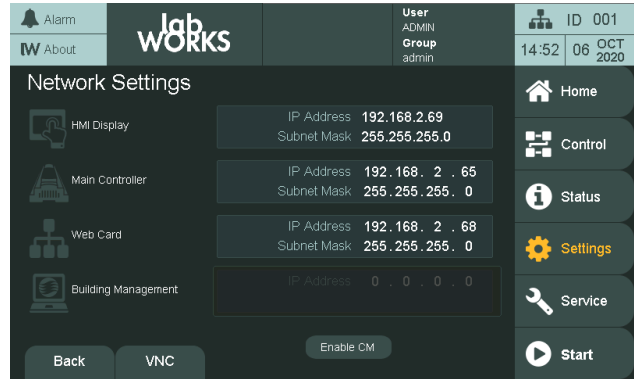 Alarm
IW About
lab
WORKS
User
ADMIN
Group
admin
ID 001
14:52 06 OCT 2020
Network Settings
HMI Display
IP Address 192.168.2.69
Subnet Mask 255.255.255.0
Main Controller
IP Address 192.168. 2 . 65
Subnet Mask 255.255.255. 0
Web Card
IP Address 192.168. 2 . 68
Subnet Mask 255.255.255. 0
Building Management
IP Address 0 . 0 . 0 . 0
Enable CM
Back
VNC
Home
Control
Status
Settings
Service
Start